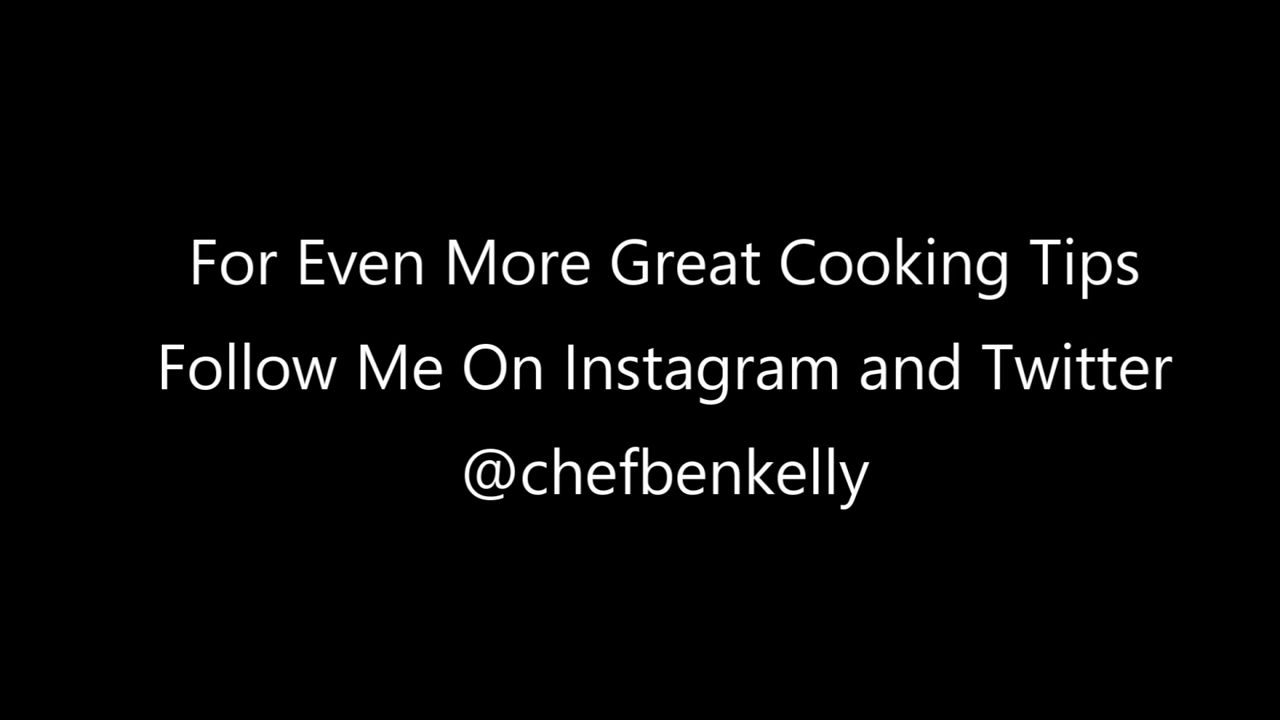 For Even More Great Cooking Tips
Follow Me On Instagram and Twitter
@chefbenkelly